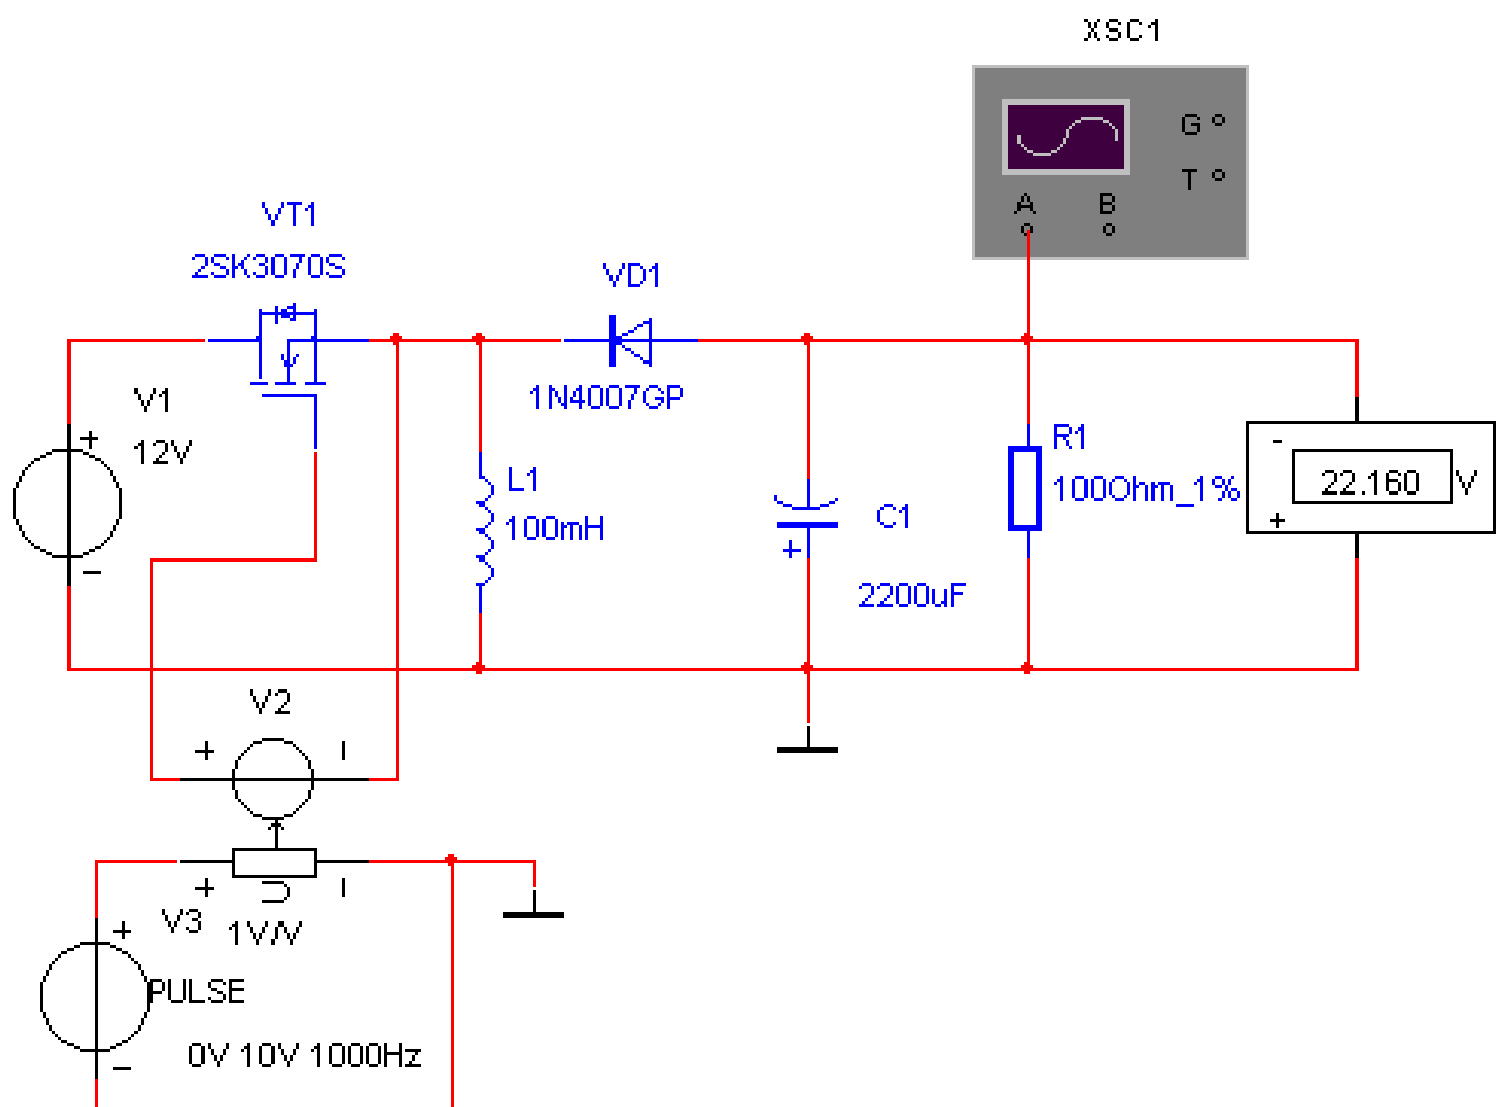 XSC1
G
T
A B
VT1
2SK3070S
VD1
1N4007GP
V1
+
12V
−
L1
100mH
C1
+
2200uF
R1
100Ohm_1%
-
22.160 V
+
V2
+ −
+ U −
V3
1V/V
+
PULSE
0V 10V 1000Hz
−